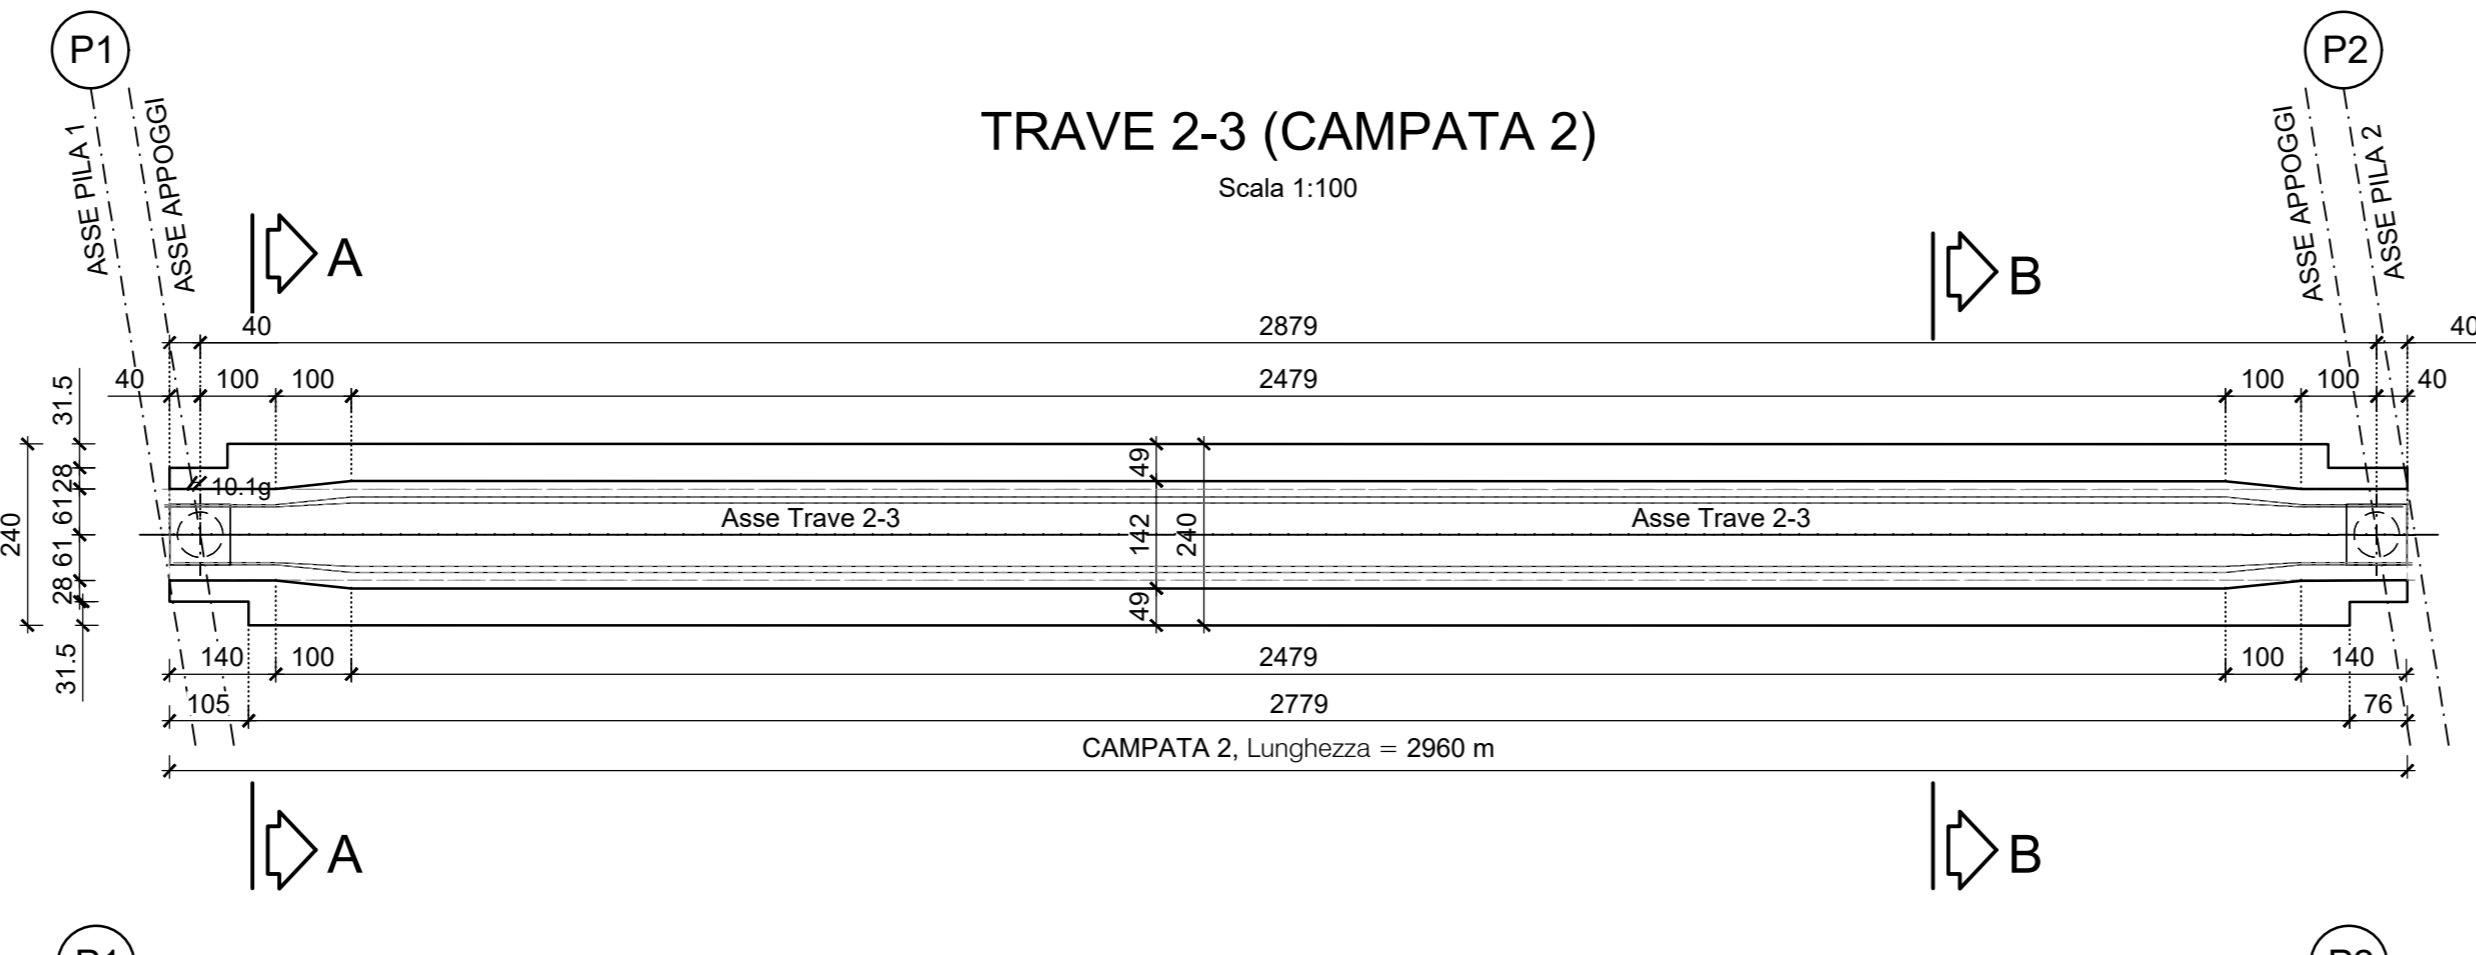 P1
P2
ASSE PILA 1
ASSE APPOGGI
TRAVE 2-3 (CAMPATA 2)
Scala 1:100
ASSE APPOGGI
ASSE PILA 2
A
B
40
2879
40
40
100
100
2479
100
100
40
31.5
28
61
61
28
31.5
240
10.1g
49
142
49
240
Asse Trave 2-3
Asse Trave 2-3
140
100
2479
100
140
105
2779
76
CAMPATA 2, Lunghezza = 2960 m
A
B
P1
P2